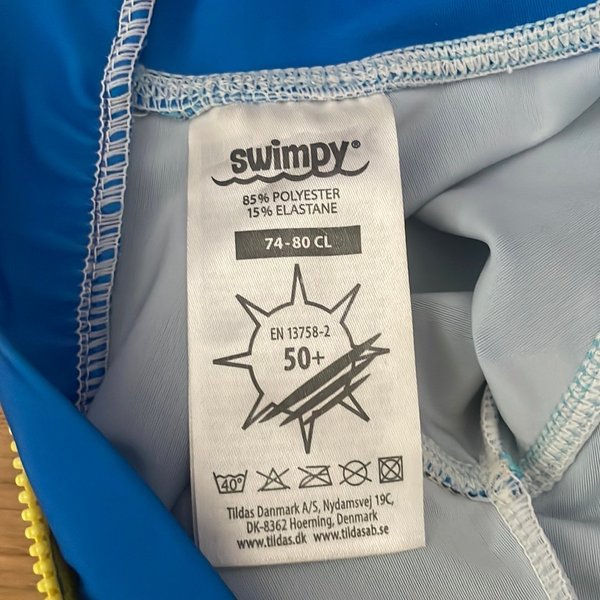 swimpy®
85% POLYESTER
15% ELASTANE
74-80 CL
EN 13758-2
50+
40°
Tildas Danmark A/S, Nydamsvej 19C,
DK-8362 Hoerning, Denmark
www.tildas.dk www.tildasab.se